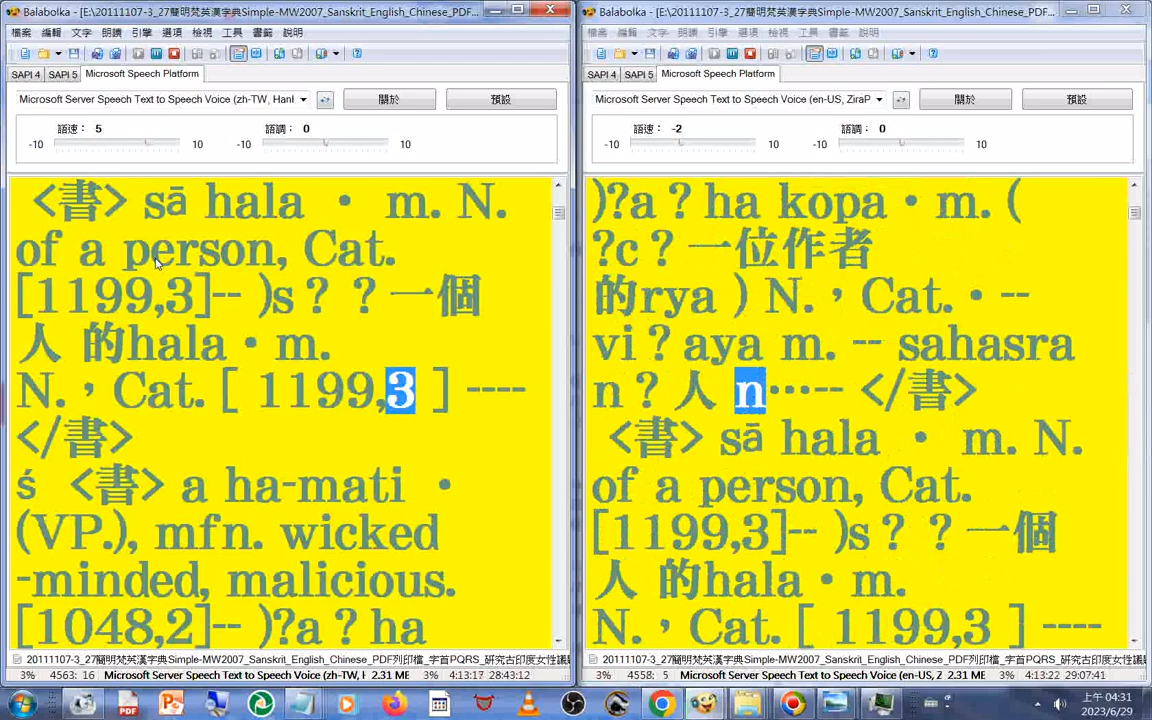 Balabolka - [E:\20111107-3_27簡明梵英漢字典Simple-MW2007_Sanskrit_English_Chinese_PDF...
檔案 編輯 文字 朗讀 引擎 選項 檢視 工具 書籤 說明
SAPI 4 SAPI 5 Microsoft Speech Platform
Microsoft Server Speech Text to Speech Voice (zh-TW, Hanl
關於
預設
語速： 5 語調： 0
-10 10 -10 10
<書> sā hala ・ m. N.
of a person, Cat.
[1199,3]-- )s？？一個
人 的hala・m.
N.，Cat.［ 1199,3 ］----
</書>
ś <書> a ha-mati ・
(VP.), mfn. wicked
-minded, malicious.
[1048,2]-- )?a？ha
20111107-3_27簡明梵英漢字典Simple-MW2007_Sanskrit_English_Chinese_PDF列印檔_字首PQRS_研究古印度女性議
3% 4563: 16 Microsoft Server Speech Text to Speech Voice (zh-TW, H 2.31 ME 3% 4:13:17 28:43:12
Balabolka - [E:\20111107-3_27簡明梵英漢字典Simple-MW2007_Sanskrit_English_Chinese_PDF...
檔案 編輯 文字 朗讀 引擎 選項 檢視 工具 書籤 說明
SAPI 4 SAPI 5 Microsoft Speech Platform
Microsoft Server Speech Text to Speech Voice (en-US, ZiraP
關於
預設
語速： -2 語調： 0
-10 10 -10 10
)?a？ha kopa・m.（
?c？一位作者
的rya ) N.，Cat.・--
vi？aya m. -- sahasra
n？人 n…-- </書>
<書> sā hala ・ m. N.
of a person, Cat.
[1199,3]-- )s？？一個
人 的hala・m.
N.，Cat.［ 1199,3 ］----
20111107-3_27簡明梵英漢字典Simple-MW2007_Sanskrit_English_Chinese_PDF列印檔_字首PQRS_研究古印度女性議
3% 4558: 5 Microsoft Server Speech Text to Speech Voice (en-US, Z 2.31 ME 3% 4:13:22 29:07:41
上午 04:31
2023/6/29